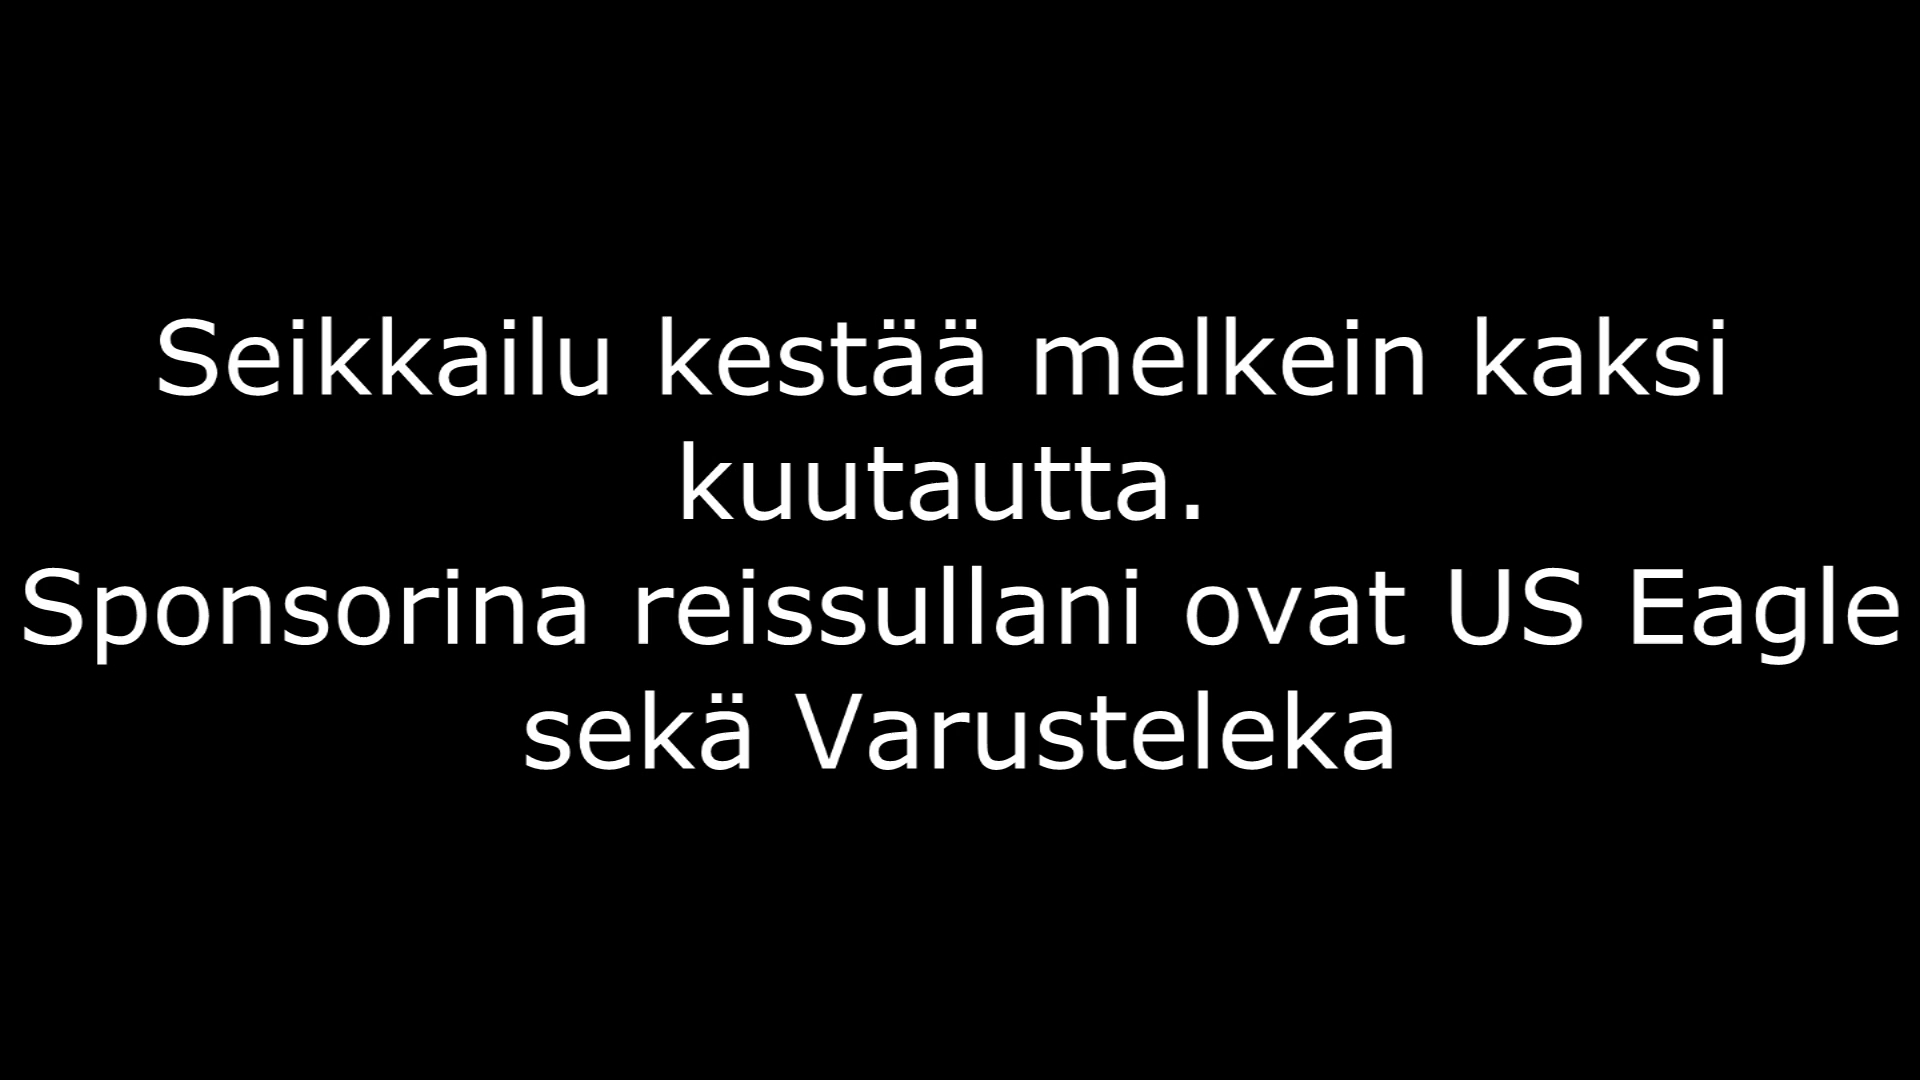 Seikkailu kestää melkein kaksi
kuutautta.
Sponsorina reissullani ovat US Eagle
sekä Varusteleka